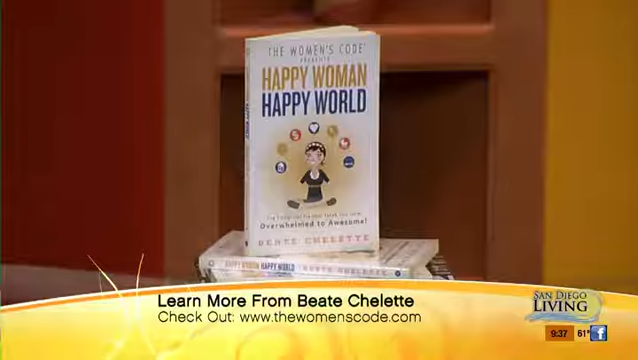 THE WOMEN'S CODE
PRESENTS
HAPPY WOMAN
HAPPY WORLD
Overwhelmed to Awesome!
BEATE CHELETTE
HAPPY WOMAN HAPPY WORLD BEATE CHELETTE
Learn More From Beate Chelette
Check Out: www.thewomenscode.com
SAN DIEGO
LIVING
9:37 61°
f